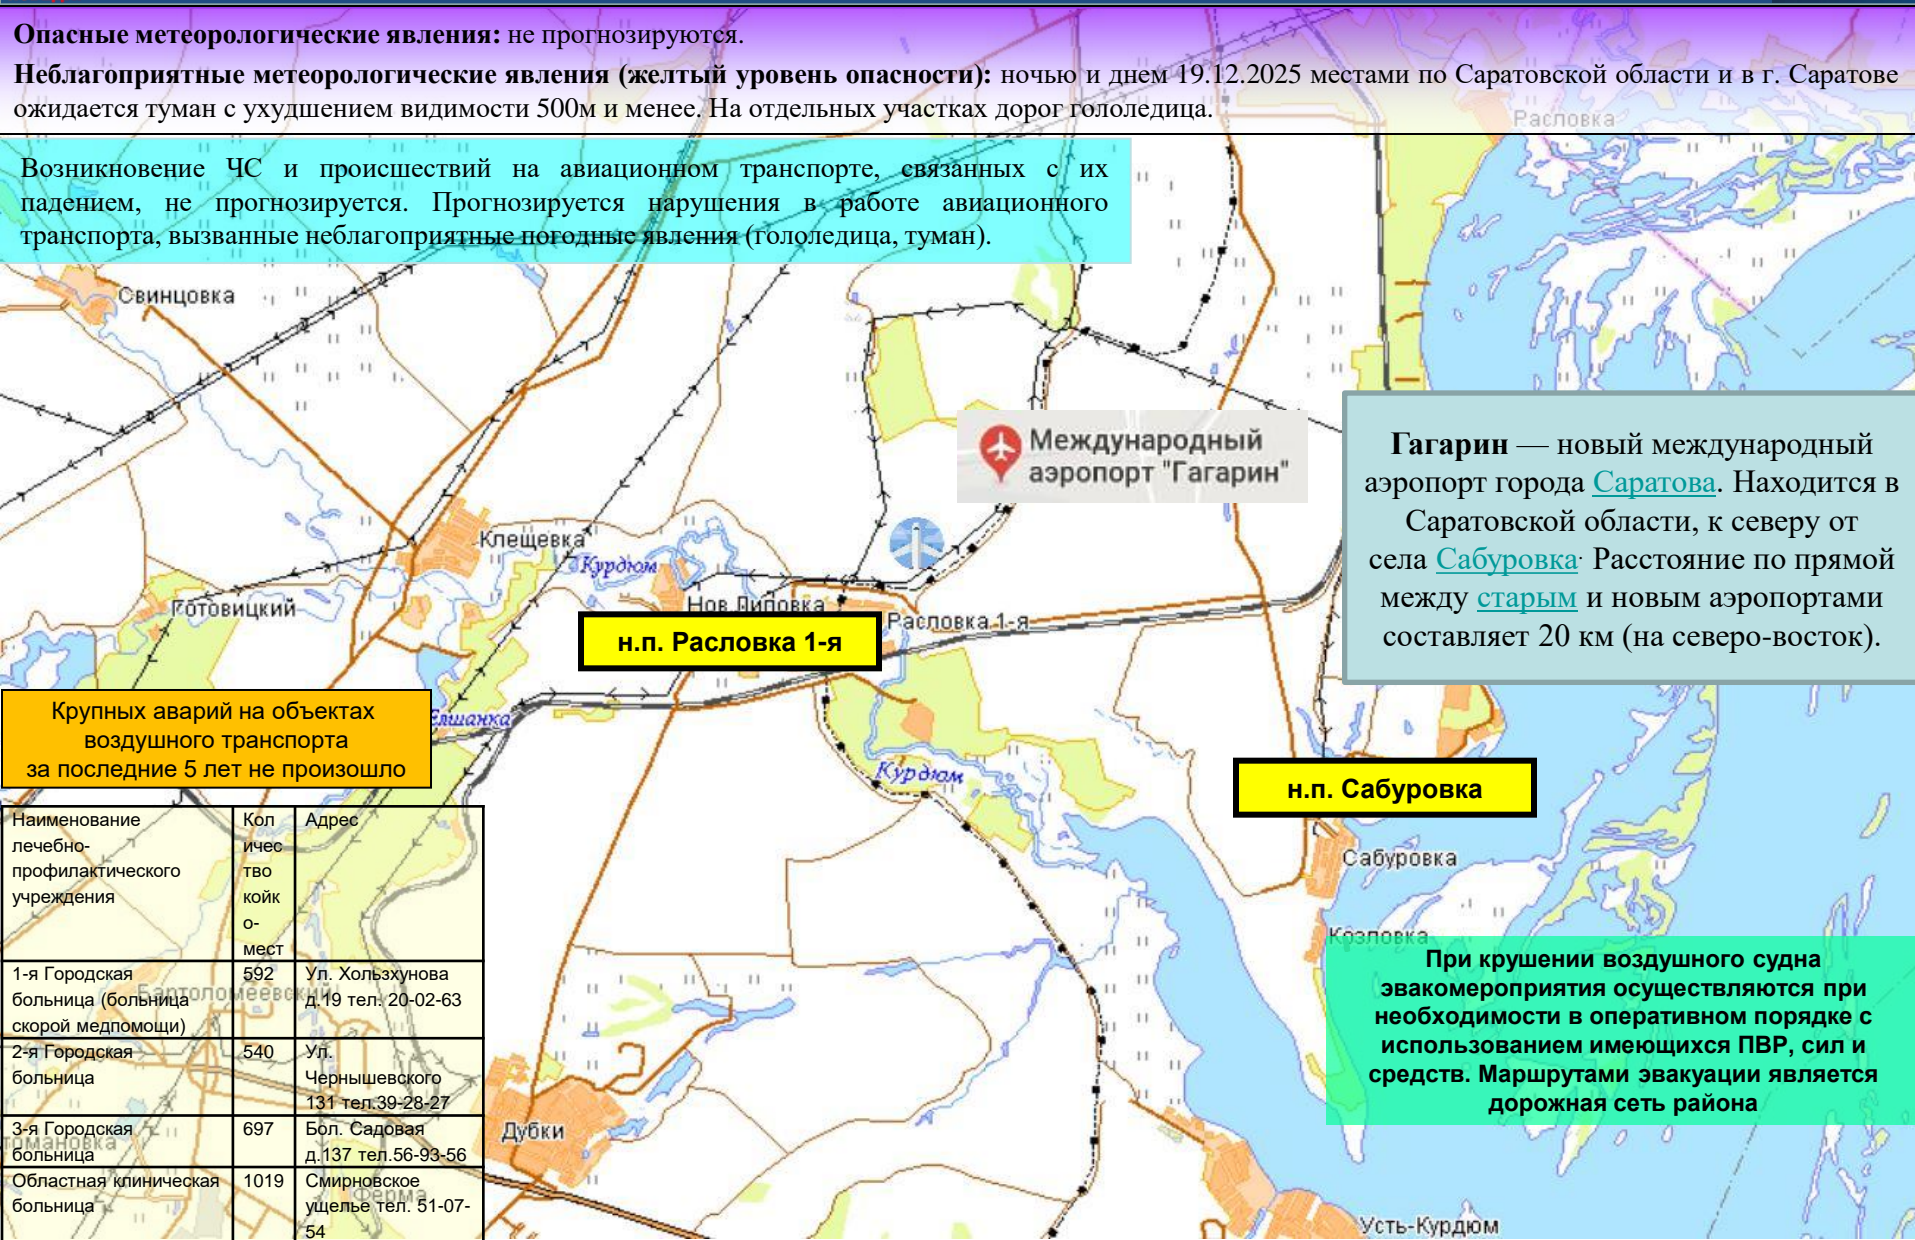 Опасные метеорологические явления: не прогнозируются.
Неблагоприятные метеорологические явления (желтый уровень опасности): ночью и днем 19.12.2025 местами по Саратовской области и в г. Саратове
ожидается туман с ухудшением видимости 500м и менее. На отдельных участках дорог гололедица.
Расловка
Возникновение ЧС и происшествий на авиационном транспорте, связанных с их
падением, не прогнозируется. Прогнозируется нарушения в работе авиационного
транспорта, вызванные неблагоприятные погодные явления (гололедица, туман).
Свинцовка
Международный
аэропорт "Гагарин"
Гагарин — новый международный
аэропорт города Саратова. Находится в
Саратовской области, к северу от
села Сабуровка. Расстояние по прямой
между старым и новым аэропортами
составляет 20 км (на северо-восток).
Клещевка
Курдюм
Готовицкий
Нов.Липовка
Расловка 1-я
н.п. Расловка 1-я
Крупных аварий на объектах
воздушного транспорта
за последние 5 лет не произошло
Елшанка
Курдюм
н.п. Сабуровка
Сабуровка
Козловка
Наименование
лечебно-
профилактического
учреждения
Кол
ичес
тво
койк
о-
мест
Адрес
1-я Городская
больница (больница
скорой медпомощи)
592
Ул. Хользхунова
д.19 тел. 20-02-63
Бартоломеевский
2-я Городская
больница
540
Ул.
Чернышевского
131 тел.39-28-27
3-я Городская
больница
697
Бол. Садовая
д.137 тел.56-93-56
Областная клиническая
больница
1019
Смирновское
ущелье тел. 51-07-
54
Ферма
Дубки
При крушении воздушного судна
эвакомероприятия осуществляются при
необходимости в оперативном порядке с
использованием имеющихся ПВР, сил и
средств. Маршрутами эвакуации является
дорожная сеть района
Усть-Курдюм